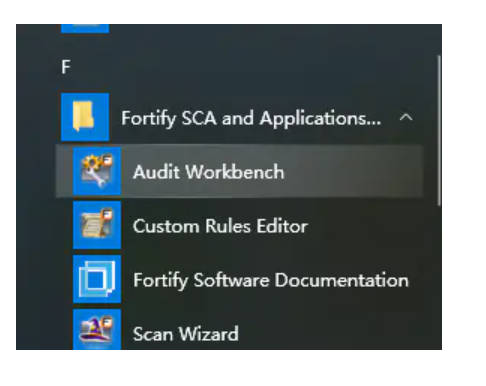 F
Fortify SCA and Applications...
Audit Workbench
Custom Rules Editor
Fortify Software Documentation
Scan Wizard